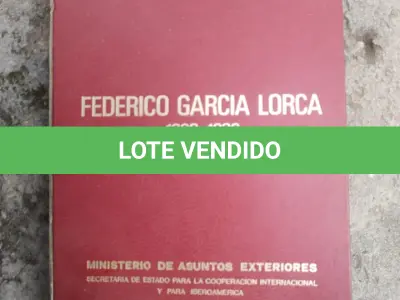 FEDERICO GARCIA LORCA
LOTE VENDIDO
MINISTERIO DE ASUNTOS EXTERIORES
SECRETARIA DE ESTADO PARA LA COOPERACION INTERNACIONAL
Y PARA IBEROAMERICA